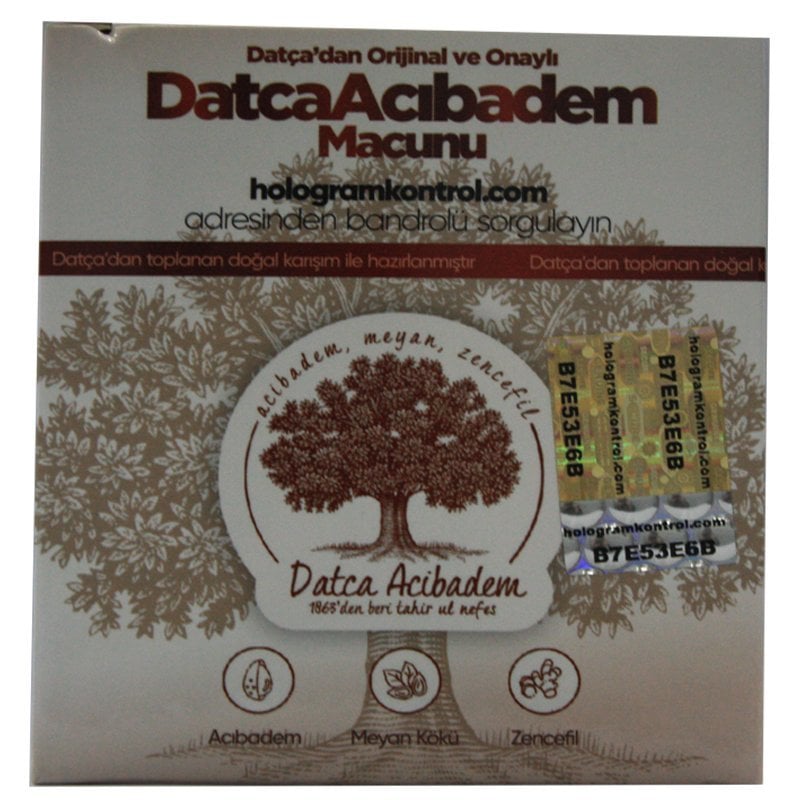 Datça'dan Orijinal ve Onaylı
DatcaAcıbadem
Macunu
hologramkontrol.com
adresinden bandrolü sorgulayın
Datça'dan toplanan doğal karışım ile hazırlanmıştır
Datça'dan toplanan doğal k
acıbadem, meyan, zencefil
Datca Acibadem
1863'den beri tahir ul nefes
B7E53E6B
hologramkontrol.com
B7E53E6B
hologramkontrol.com
hologramkontrol.com
B7E53E6B
Acıbadem
Meyan Kökü
Zencefil